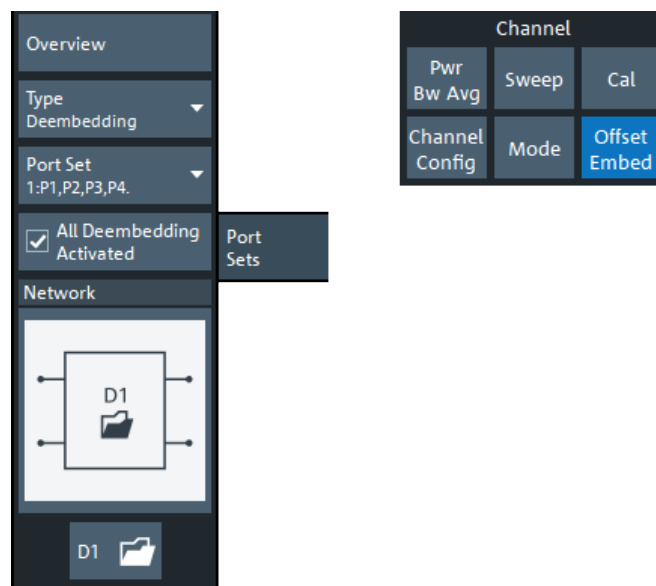 Overview
Type
Deembedding
Port Set
1:P1,P2,P3,P4.
All Deembedding
Activated
Port
Sets
Network
D1
D1
Channel
Pwr
Bw Avg
Sweep
Cal
Channel
Config
Mode
Offset
Embed